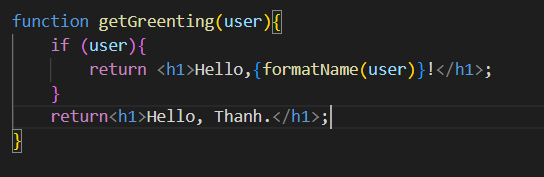 function getGreenting(user){
if (user){
return <h1>Hello,{formatName(user)}!</h1>;
}
return<h1>Hello, Thanh.</h1>;
}